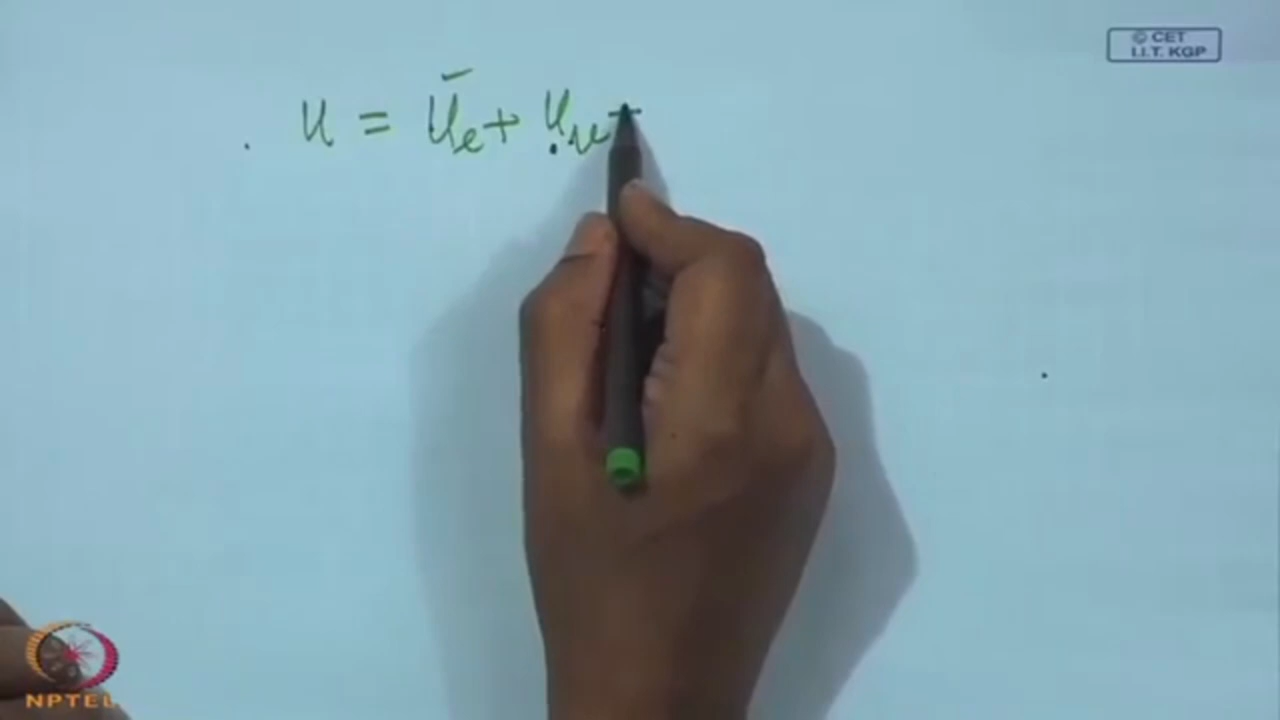 © CET
I.I.T. KGP
u = ū_e + u_v +
NPTEL